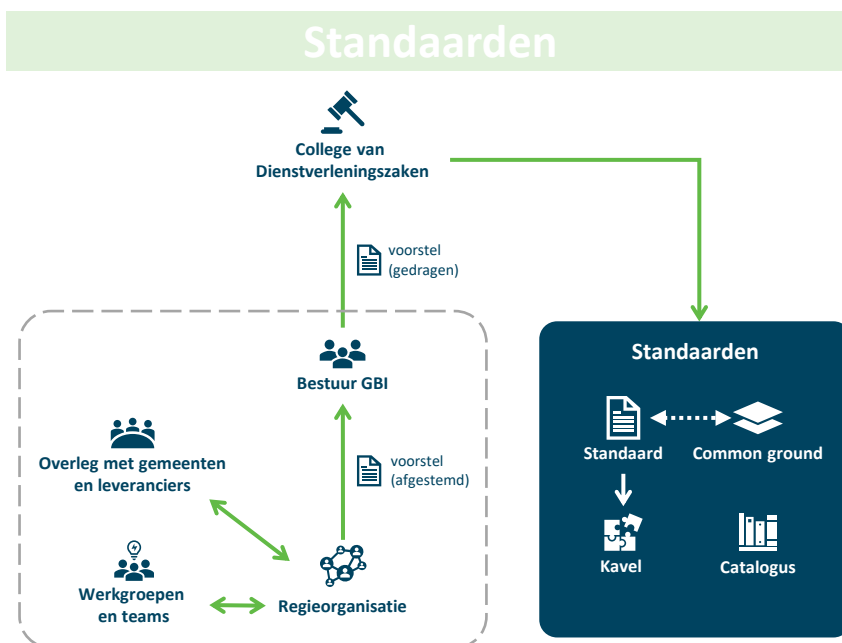 Standaarden
College van
Dienstverleningszaken
voorstel
(gedragen)
Bestuur GBI
voorstel
(afgestemd)
Overleg met gemeenten
en leveranciers
Werkgroepen
en teams
Regieorganisatie
Standaarden
Standaard
Common ground
Kavel
Catalogus